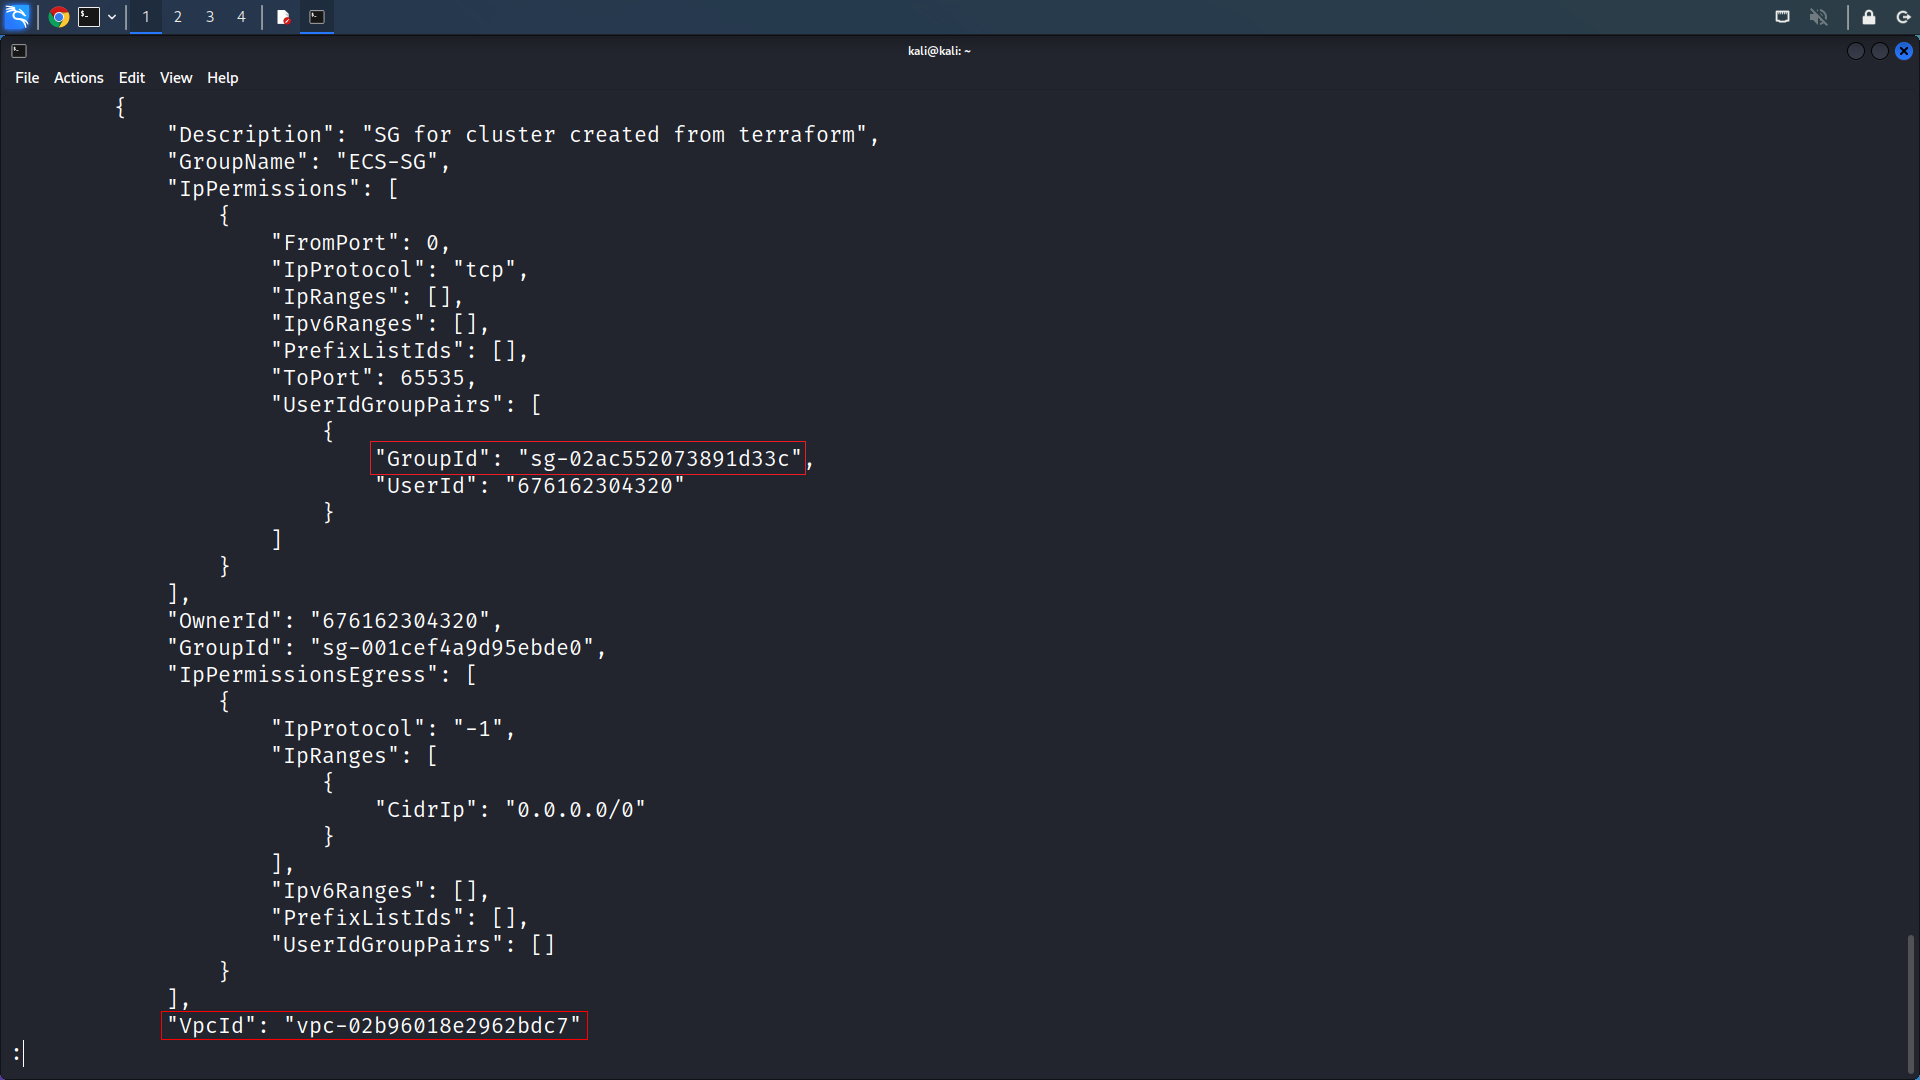 1 2 3 4
kali@kali: ~
File Actions Edit View Help
{
"Description": "SG for cluster created from terraform",
"GroupName": "ECS-SG",
"IpPermissions": [
{
"FromPort": 0,
"IpProtocol": "tcp",
"IpRanges": [],
"Ipv6Ranges": [],
"PrefixListIds": [],
"ToPort": 65535,
"UserIdGroupPairs": [
{
"GroupId": "sg-02ac552073891d33c",
"UserId": "676162304320"
}
]
}
],
"OwnerId": "676162304320",
"GroupId": "sg-001cef4a9d95ebde0",
"IpPermissionsEgress": [
{
"IpProtocol": "-1",
"IpRanges": [
{
"CidrIp": "0.0.0.0/0"
}
],
"Ipv6Ranges": [],
"PrefixListIds": [],
"UserIdGroupPairs": []
}
],
"VpcId": "vpc-02b96018e2962bdc7"
: